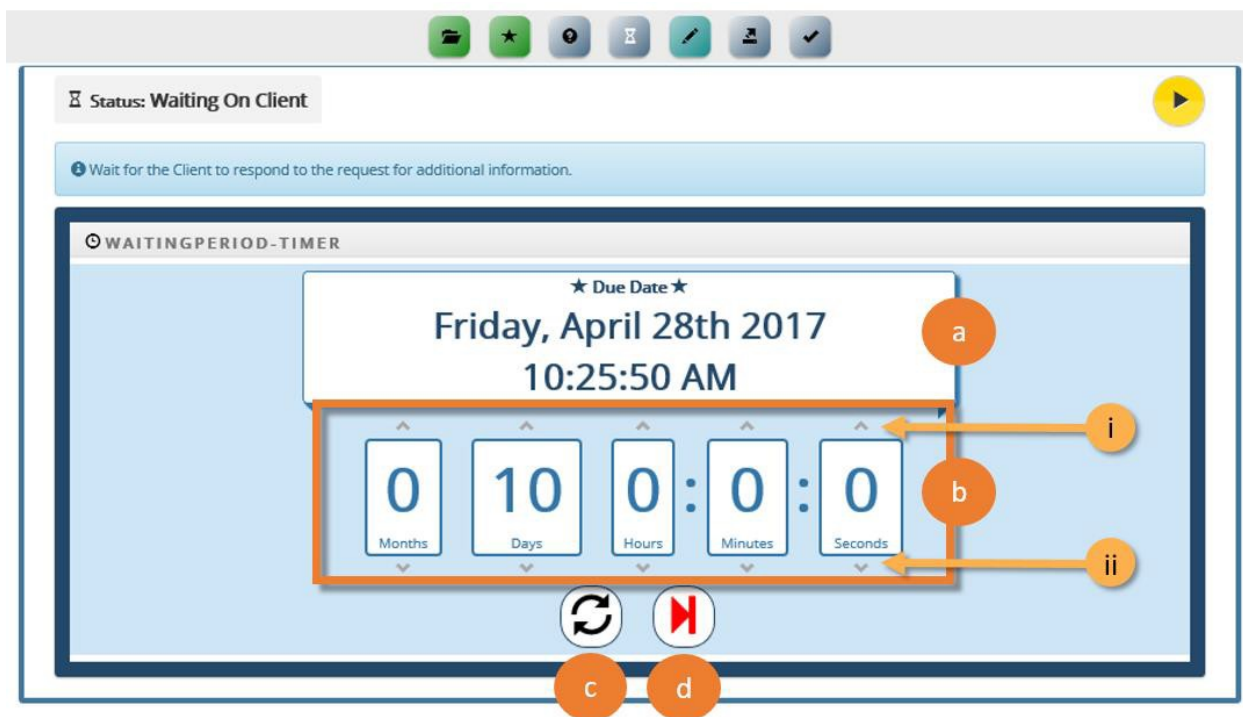 Status: Waiting On Client
Wait for the Client to respond to the request for additional information.
WAITINGPERIOD-TIMER
★ Due Date ★
Friday, April 28th 2017
10:25:50 AM
a
i
0 10 0 : 0 : 0
b
Months Days Hours Minutes Seconds
ii
c d